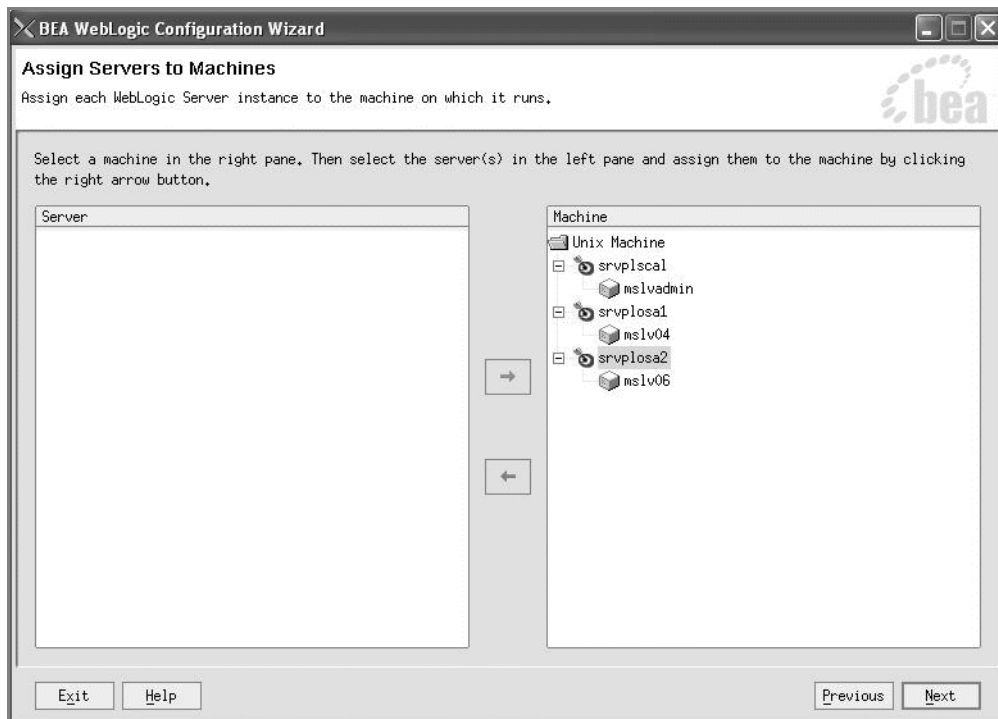 BEA WebLogic Configuration Wizard
Assign Servers to Machines
Assign each WebLogic Server instance to the machine on which it runs.
bea
Select a machine in the right pane. Then select the server(s) in the left pane and assign them to the machine by clicking
the right arrow button.
Server
Machine
Unix Machine
srvplscal
mslvadmin
srvplosa1
mslv04
srvplosa2
mslv06
Exit
Help
Previous
Next